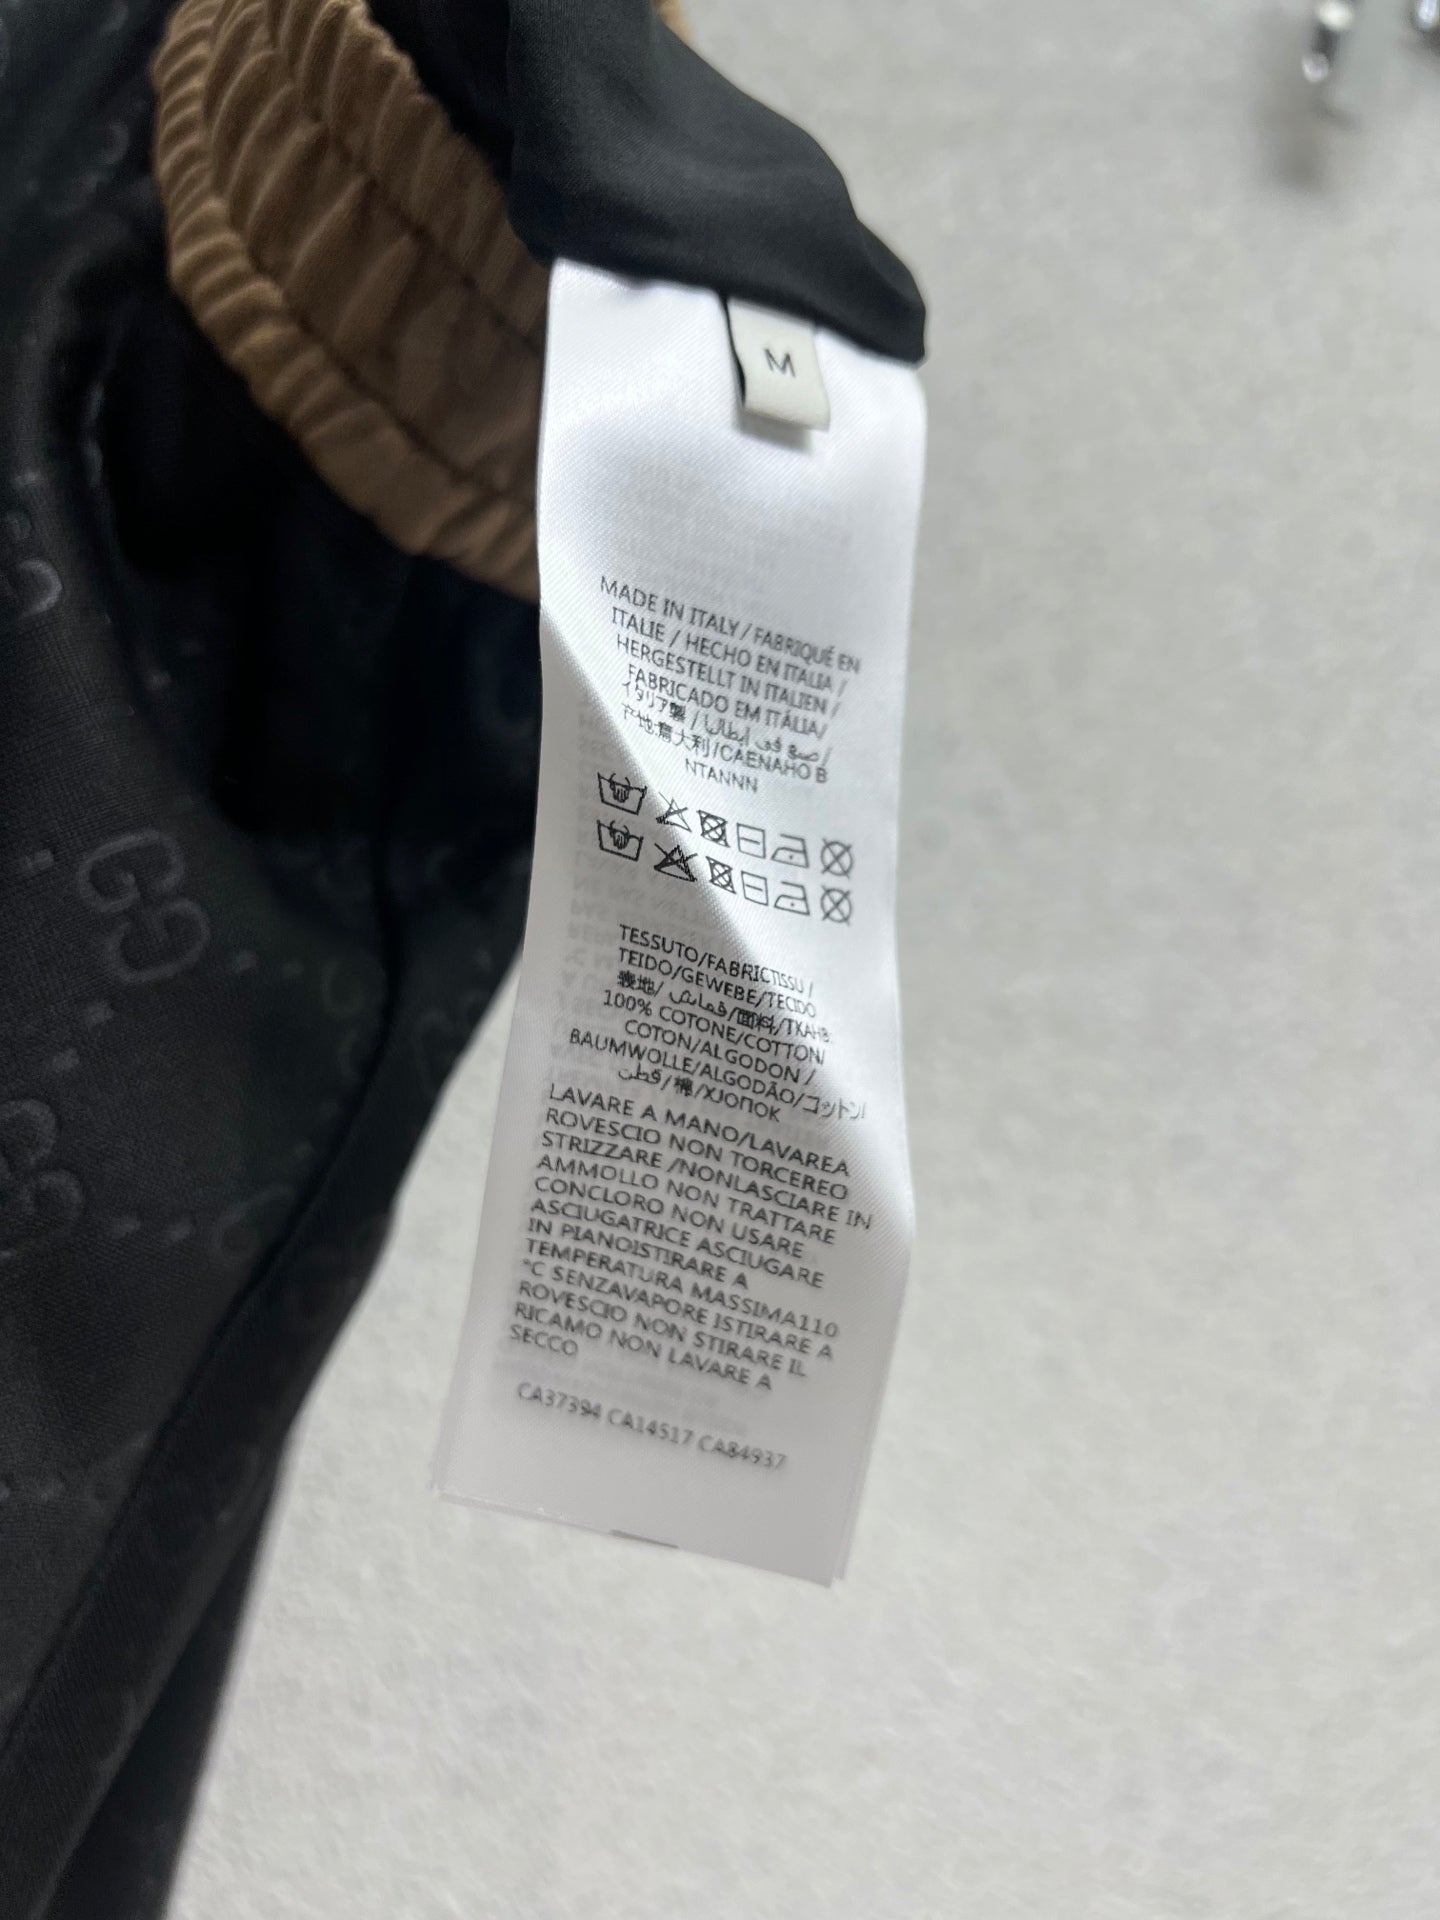 M
MADE IN ITALY / FABRIQUÉ EN
ITALIE / HECHO EN ITALIA /
HERGESTELLT IN ITALIEN /
FABRICADO EM ITÁLIA/
イタリア製 / صنع في إيطاليا /
产地:意大利/CAENAHO B
NTANNN
TESSUTO/FABRICTISSU /
TEIDO/GEWEBE/TECIDO
表地/ قماش/面料/TKAHB
100% COTONE/COTTON/
COTON/ALGODON /
BAUMWOLLE/ALGODÃO/コットン/
قطن/棉/ХЈОПОК
LAVARE A MANO/LAVAREA
ROVESCIO NON TORCEREO
STRIZZARE /NONLASCIARE IN
AMMOLLO NON TRATTARE
CONCLORO NON USARE
ASCIUGATRICE ASCIUGARE
IN PIANOISTIRARE A
TEMPERATURA MASSIMA110
°C SENZAVAPORE ISTIRARE A
ROVESCIO NON STIRARE IL
RICAMO NON LAVARE A
SECCO
CA37394 CA14517 CA84937
GG